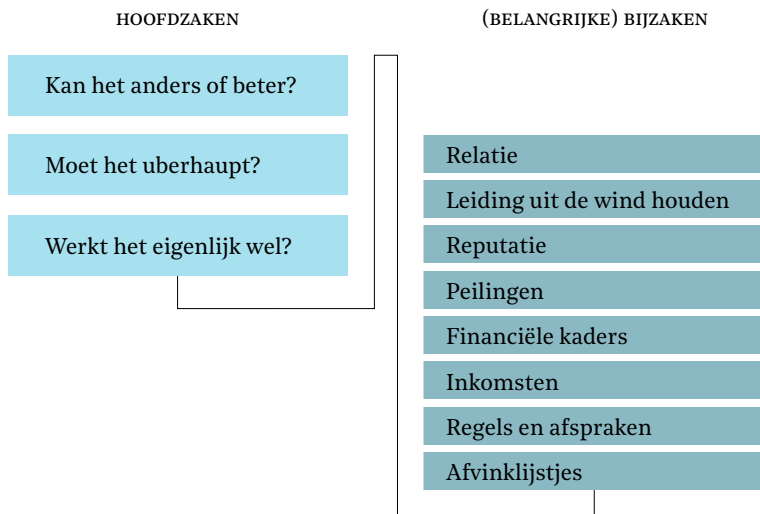 HOOFDZAKEN
Kan het anders of beter?
Moet het uberhaupt?
Werkt het eigenlijk wel?
(BELANGRIJKE) BIJZAKEN
Relatie
Leiding uit de wind houden
Reputatie
Peilingen
Financiële kaders
Inkomsten
Regels en afspraken
Afvinklijstjes